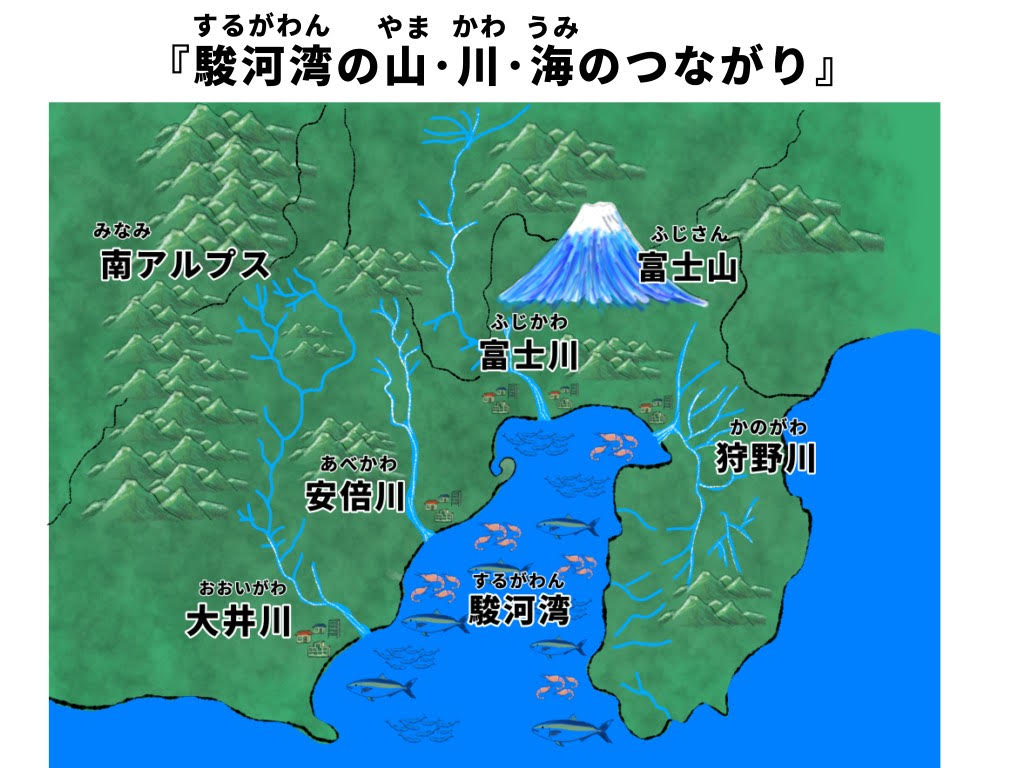 するがわん やま かわ うみ
『駿河湾の山・川・海のつながり』
みなみ
南アルプス
ふじさん
富士山
ふじかわ
富士川
かのがわ
狩野川
あべかわ
安倍川
おおいがわ
大井川
するがわん
駿河湾